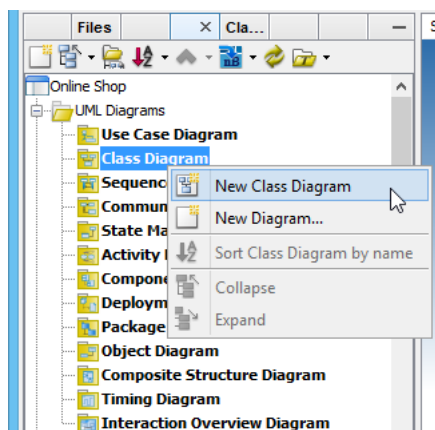 Files
Cla...
S
Online Shop
UML Diagrams
Use Case Diagram
Class Diagram
Sequenc
New Class Diagram
Commun
New Diagram...
State Ma
Activity
Sort Class Diagram by name
Compone
Collapse
Deploym
Package
Expand
Object Diagram
Composite Structure Diagram
Timing Diagram
Interaction Overview Diagram